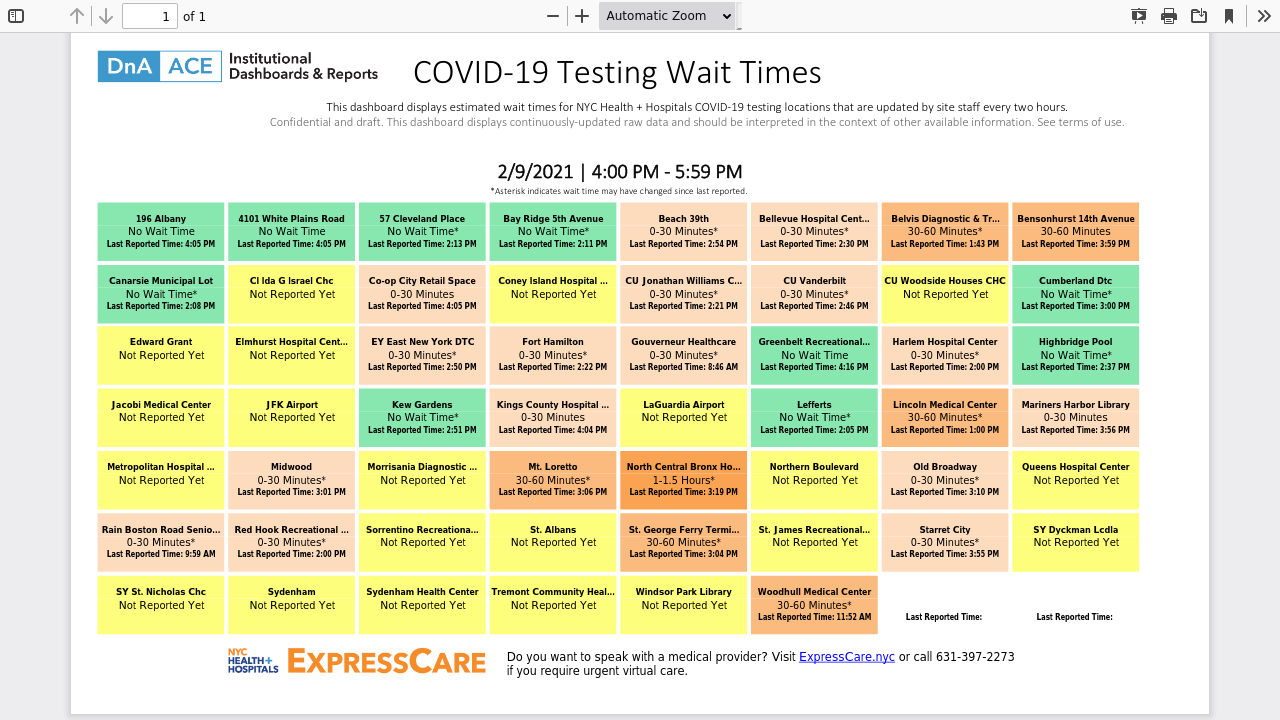 1 of 1
Automatic Zoom
DnA ACE Institutional
Dashboards & Reports
COVID-19 Testing Wait Times
This dashboard displays estimated wait times for NYC Health + Hospitals COVID-19 testing locations that are updated by site staff every two hours.
Confidential and draft. This dashboard displays continuously-updated raw data and should be interpreted in the context of other available information. See terms of use.
2/9/2021 | 4:00 PM - 5:59 PM
*Asterisk indicates wait time may have changed since last reported.
196 Albany
No Wait Time
Last Reported Time: 4:05 PM
4101 White Plains Road
No Wait Time
Last Reported Time: 4:05 PM
57 Cleveland Place
No Wait Time*
Last Reported Time: 2:13 PM
Bay Ridge 5th Avenue
No Wait Time*
Last Reported Time: 2:11 PM
Beach 39th
0-30 Minutes*
Last Reported Time: 2:54 PM
Bellevue Hospital Cent...
0-30 Minutes*
Last Reported Time: 2:30 PM
Belvis Diagnostic & Tr...
30-60 Minutes*
Last Reported Time: 1:43 PM
Bensonhurst 14th Avenue
30-60 Minutes
Last Reported Time: 3:59 PM
Canarsie Municipal Lot
No Wait Time*
Last Reported Time: 2:08 PM
CI Ida G Israel Chc
Not Reported Yet
Co-op City Retail Space
0-30 Minutes
Last Reported Time: 4:05 PM
Coney Island Hospital ...
Not Reported Yet
CU Jonathan Williams C...
0-30 Minutes*
Last Reported Time: 2:21 PM
CU Vanderbilt
0-30 Minutes*
Last Reported Time: 2:46 PM
CU Woodside Houses CHC
Not Reported Yet
Cumberland Dtc
No Wait Time*
Last Reported Time: 3:00 PM
Edward Grant
Not Reported Yet
Elmhurst Hospital Cent...
Not Reported Yet
EY East New York DTC
0-30 Minutes*
Last Reported Time: 2:50 PM
Fort Hamilton
0-30 Minutes*
Last Reported Time: 2:22 PM
Gouverneur Healthcare
0-30 Minutes*
Last Reported Time: 8:46 AM
Greenbelt Recreational...
No Wait Time
Last Reported Time: 4:16 PM
Harlem Hospital Center
0-30 Minutes*
Last Reported Time: 2:00 PM
Highbridge Pool
No Wait Time*
Last Reported Time: 2:37 PM
Jacobi Medical Center
Not Reported Yet
JFK Airport
Not Reported Yet
Kew Gardens
No Wait Time*
Last Reported Time: 2:51 PM
Kings County Hospital ...
0-30 Minutes
Last Reported Time: 4:04 PM
LaGuardia Airport
Not Reported Yet
Lefferts
No Wait Time*
Last Reported Time: 2:05 PM
Lincoln Medical Center
30-60 Minutes*
Last Reported Time: 1:00 PM
Mariners Harbor Library
0-30 Minutes
Last Reported Time: 3:56 PM
Metropolitan Hospital ...
Not Reported Yet
Midwood
0-30 Minutes*
Last Reported Time: 3:01 PM
Morrisania Diagnostic ...
Not Reported Yet
Mt. Loretto
30-60 Minutes*
Last Reported Time: 3:06 PM
North Central Bronx Ho...
1-1.5 Hours*
Last Reported Time: 3:19 PM
Northern Boulevard
Not Reported Yet
Old Broadway
0-30 Minutes*
Last Reported Time: 3:10 PM
Queens Hospital Center
Not Reported Yet
Rain Boston Road Senio...
0-30 Minutes*
Last Reported Time: 9:59 AM
Red Hook Recreational ...
0-30 Minutes*
Last Reported Time: 2:00 PM
Sorrentino Recreationa...
Not Reported Yet
St. Albans
Not Reported Yet
St. George Ferry Termi...
30-60 Minutes*
Last Reported Time: 3:04 PM
St. James Recreational...
Not Reported Yet
Starret City
0-30 Minutes*
Last Reported Time: 3:55 PM
SY Dyckman Lcdla
Not Reported Yet
SY St. Nicholas Chc
Not Reported Yet
Sydenham
Not Reported Yet
Sydenham Health Center
Not Reported Yet
Tremont Community Heal...
Not Reported Yet
Windsor Park Library
Not Reported Yet
Woodhull Medical Center
30-60 Minutes*
Last Reported Time: 11:52 AM
Last Reported Time:
Last Reported Time:
NYC
HEALTH+
HOSPITALS
EXPRESSCARE
Do you want to speak with a medical provider? Visit ExpressCare.nyc or call 631-397-2273
if you require urgent virtual care.